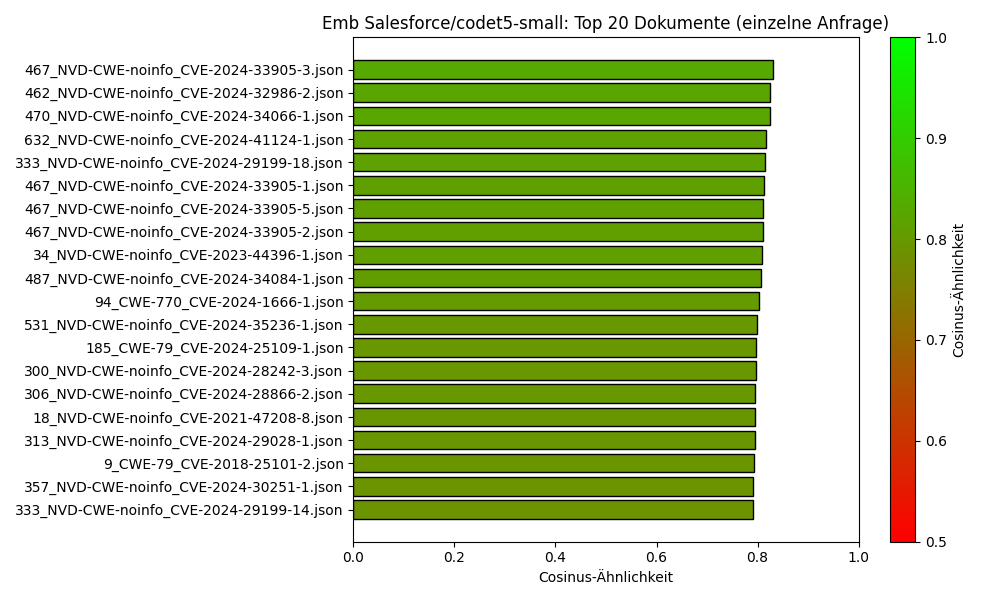 Emb Salesforce/codet5-small: Top 20 Dokumente (einzelne Anfrage)
467_NVD-CWE-noinfo_CVE-2024-33905-3.json
462_NVD-CWE-noinfo_CVE-2024-32986-2.json
470_NVD-CWE-noinfo_CVE-2024-34066-1.json
632_NVD-CWE-noinfo_CVE-2024-41124-1.json
333_NVD-CWE-noinfo_CVE-2024-29199-18.json
467_NVD-CWE-noinfo_CVE-2024-33905-1.json
467_NVD-CWE-noinfo_CVE-2024-33905-5.json
467_NVD-CWE-noinfo_CVE-2024-33905-2.json
34_NVD-CWE-noinfo_CVE-2023-44396-1.json
487_NVD-CWE-noinfo_CVE-2024-34084-1.json
94_CWE-770_CVE-2024-1666-1.json
531_NVD-CWE-noinfo_CVE-2024-35236-1.json
185_CWE-79_CVE-2024-25109-1.json
300_NVD-CWE-noinfo_CVE-2024-28242-3.json
306_NVD-CWE-noinfo_CVE-2024-28866-2.json
18_NVD-CWE-noinfo_CVE-2021-47208-8.json
313_NVD-CWE-noinfo_CVE-2024-29028-1.json
9_CWE-79_CVE-2018-25101-2.json
357_NVD-CWE-noinfo_CVE-2024-30251-1.json
333_NVD-CWE-noinfo_CVE-2024-29199-14.json
0.0 0.2 0.4 0.6 0.8 1.0
Cosinus-Ähnlichkeit
1.0
0.9
0.8
0.7
0.6
0.5
Cosinus-Ähnlichkeit